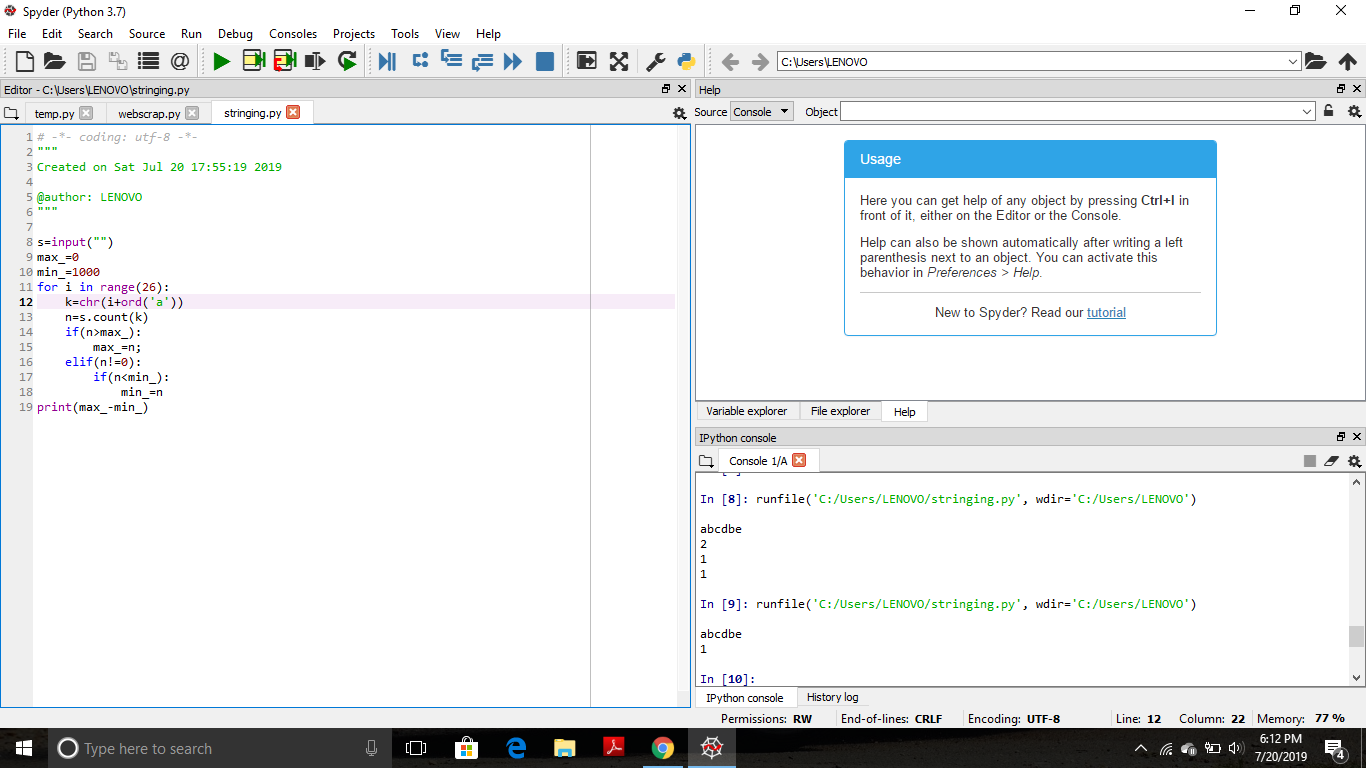 Spyder (Python 3.7)
File Edit Search Source Run Debug Consoles Projects Tools View Help
C:\Users\LENOVO
Editor - C:\Users\LENOVO\stringing.py
temp.py webscrap.py stringing.py
1 # -*- coding: utf-8 -*-
2 """
3 Created on Sat Jul 20 17:55:19 2019
4
5 @author: LENOVO
6 """
7
8 s=input("")
9 max_=0
10 min_=1000
11 for i in range(26):
12     k=chr(i+ord('a'))
13     n=s.count(k)
14     if(n>max_):
15         max_=n;
16     elif(n!=0):
17         if(n<min_):
18             min_=n
19 print(max_-min_)
Help
Source Console Object
Usage
Here you can get help of any object by pressing Ctrl+I in
front of it, either on the Editor or the Console.
Help can also be shown automatically after writing a left
parenthesis next to an object. You can activate this
behavior in Preferences > Help.
New to Spyder? Read our tutorial
Variable explorer File explorer Help
IPython console
Console 1/A
In [8]: runfile('C:/Users/LENOVO/stringing.py', wdir='C:/Users/LENOVO')
abcdbe
2
1
1
In [9]: runfile('C:/Users/LENOVO/stringing.py', wdir='C:/Users/LENOVO')
abcdbe
1
In [10]:
IPython console History log
Permissions: RW End-of-lines: CRLF Encoding: UTF-8 Line: 12 Column: 22 Memory: 77 %
Type here to search
6:12 PM
7/20/2019
4